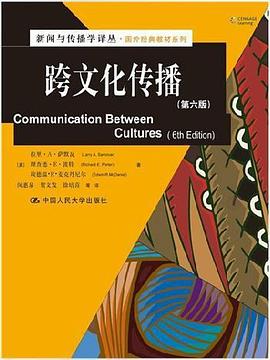 CENGAGE
Learning
新闻与传播学译丛·国外经典教材系列
跨文化传播
(第六版)
Communication Between
Cultures ( 6th Edition)
[美] 拉里·A·萨默瓦 Larry A. Samovar
理查德·E·波特 Richard E. Porter
埃德温·R·麦克丹尼尔 Edwin R. McDaniel
闵惠泉 贺文发 徐培喜 等 译
中国人民大学出版社